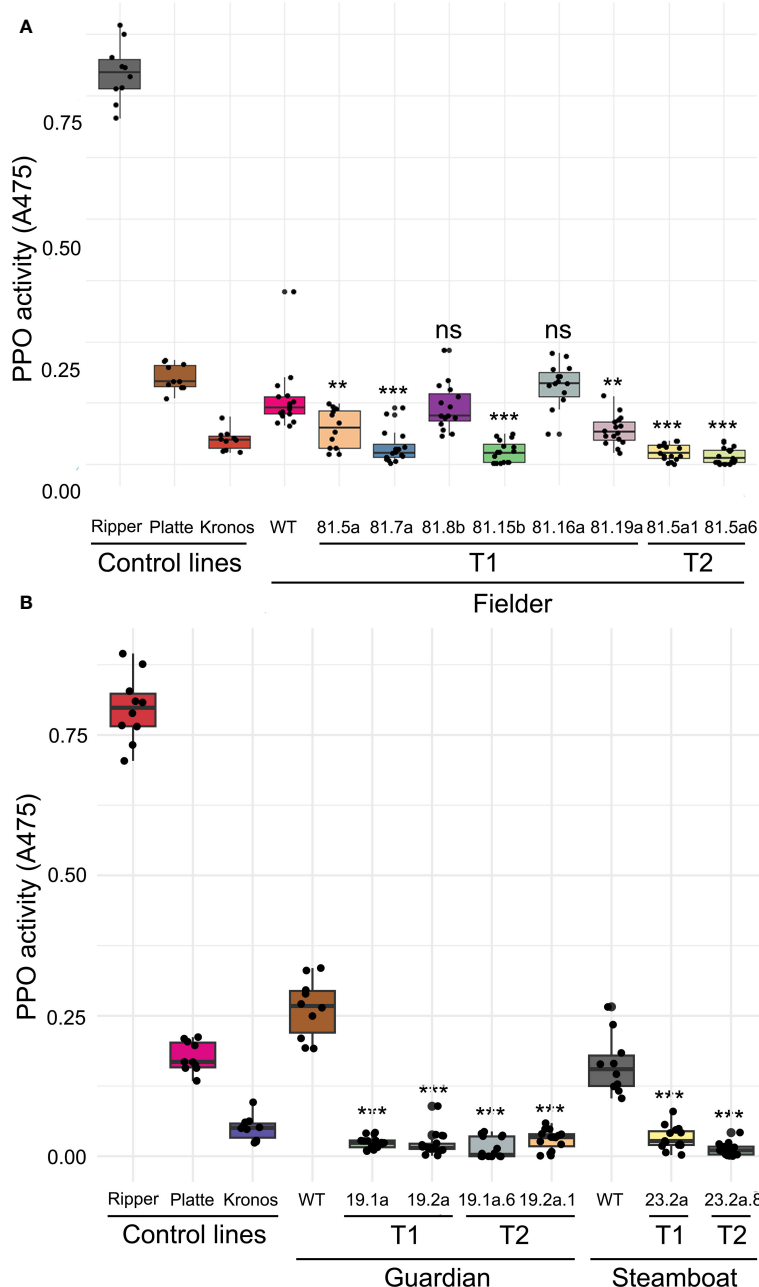 A
PPO activity (A475)
0.75
0.50
0.25
0.00
** *** ns *** ns ** *** ***
Ripper Platte Kronos WT 81.5a 81.7a 81.8b 81.15b 81.16a 81.19a 81.5a1 81.5a6
Control lines T1 T2
Fielder
B
PPO activity (A475)
0.75
0.50
0.25
0.00
*** *** *** *** *** ***
Ripper Platte Kronos WT 19.1a 19.2a 19.1a.6 19.2a.1 WT 23.2a 23.2a.8
Control lines T1 T2 T1 T2
Guardian Steamboat